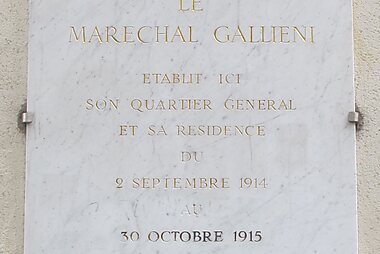 LE
MARECHAL GALLIENI
ETABLIT ICI
SON QUARTIER GENERAL
ET SA RESIDENCE
DU
2 SEPTEMBRE 1914
AU
30 OCTOBRE 1915